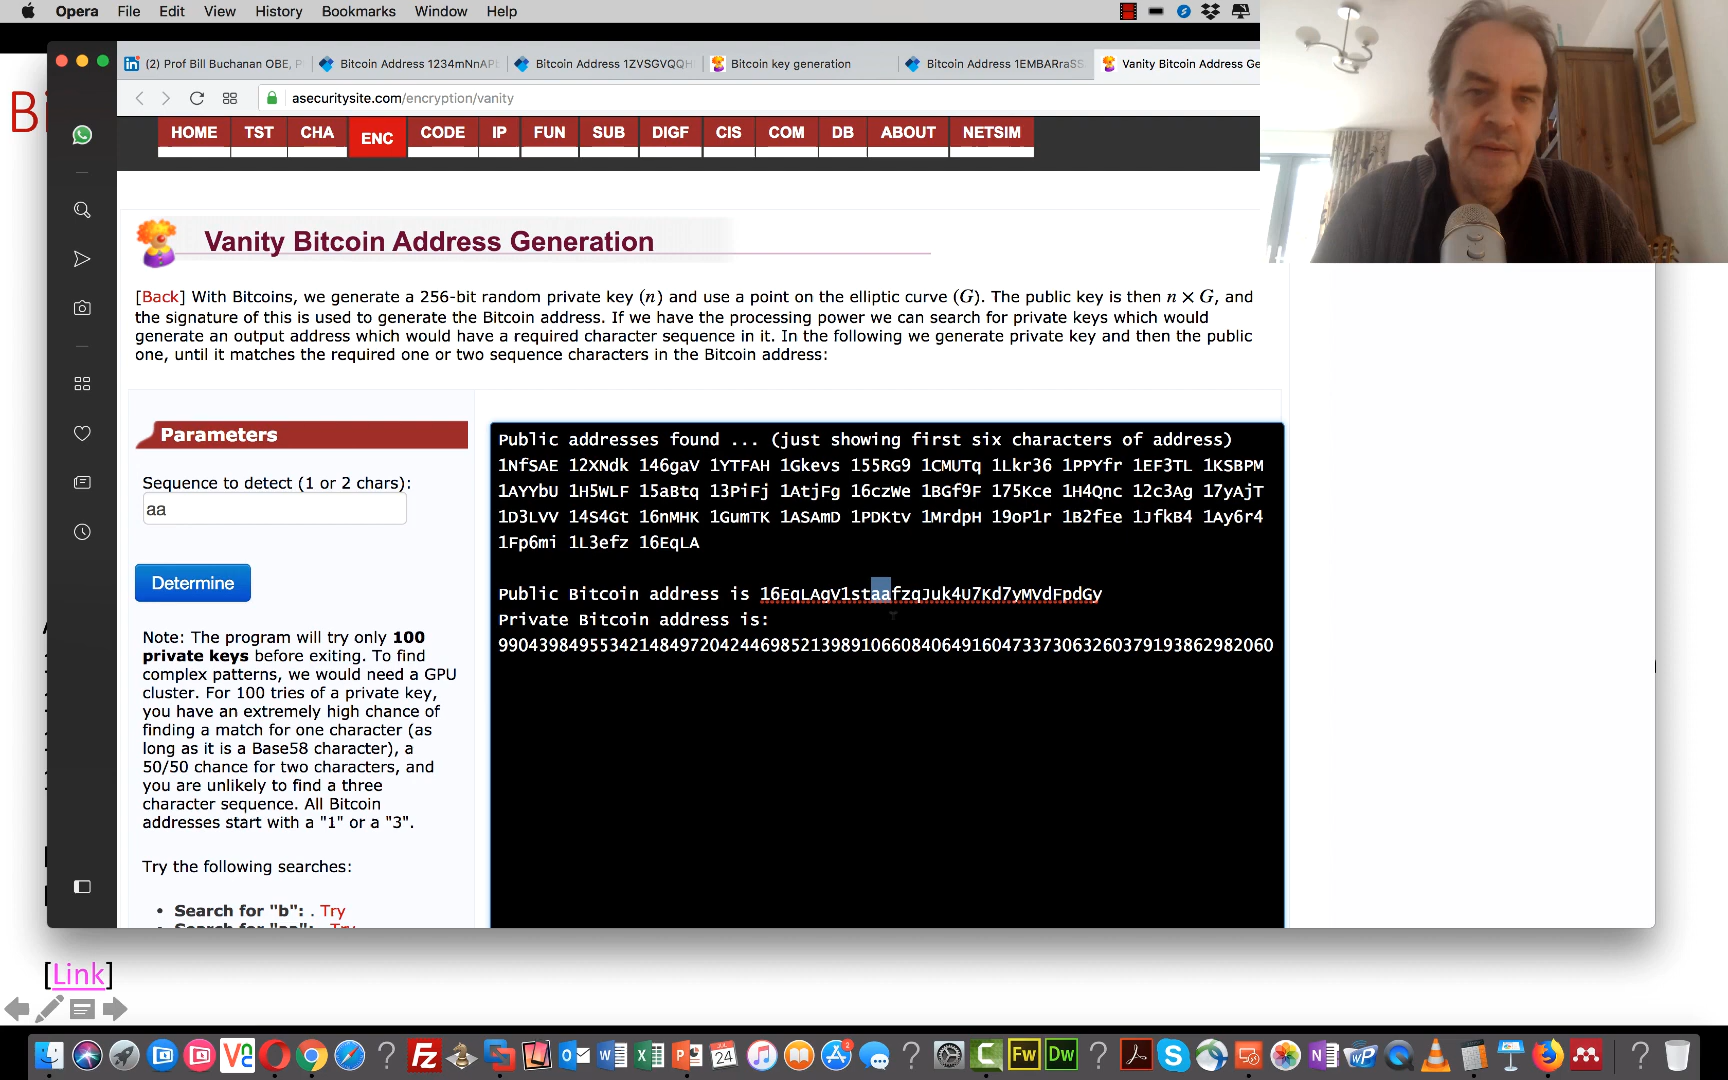 Opera File Edit View History Bookmarks Window Help
(2) Prof Bill Buchanan OBE, P
Bitcoin Address 1234mNnAP
Bitcoin Address 1ZVSGVQQH
Bitcoin key generation
Bitcoin Address 1EMBARraSS
Vanity Bitcoin Address Ge
asecuritysite.com/encryption/vanity
HOME TST CHA ENC CODE IP FUN SUB DIGF CIS COM DB ABOUT NETSIM
Vanity Bitcoin Address Generation
[Back] With Bitcoins, we generate a 256-bit random private key (n) and use a point on the elliptic curve (G). The public key is then n × G, and
the signature of this is used to generate the Bitcoin address. If we have the processing power we can search for private keys which would
generate an output address which would have a required character sequence in it. In the following we generate private key and then the public
one, until it matches the required one or two sequence characters in the Bitcoin address:
Parameters
Sequence to detect (1 or 2 chars):
aa
Determine
Note: The program will try only 100
private keys before exiting. To find
complex patterns, we would need a GPU
cluster. For 100 tries of a private key,
you have an extremely high chance of
finding a match for one character (as
long as it is a Base58 character), a
50/50 chance for two characters, and
you are unlikely to find a three
character sequence. All Bitcoin
addresses start with a "1" or a "3".
Try the following searches:
• Search for "b": . Try
Public addresses found ... (just showing first six characters of address)
1NfSAE 12XNdk 146gaV 1YTFAH 1Gkevs 155RG9 1CMUTq 1Lkr36 1PPYfr 1EF3TL 1KSBPM
1AYYbU 1H5WLF 15aBtq 13PiFj 1AtjFg 16czWe 1BGf9F 175Kce 1H4Qnc 12c3Ag 17yAjT
1D3LVV 14S4Gt 16nMHK 1GumTK 1ASAmD 1PDKtv 1MrdpH 19oP1r 1B2fEe 1JfkB4 1Ay6r4
1Fp6mi 1L3efz 16EqLA
Public Bitcoin address is 16EqLAgV1staafzqJuk4U7Kd7yMVdFpdGy
Private Bitcoin address is:
99043984955342148497204244698521398910660840649160473373063260379193862982060
[Link]